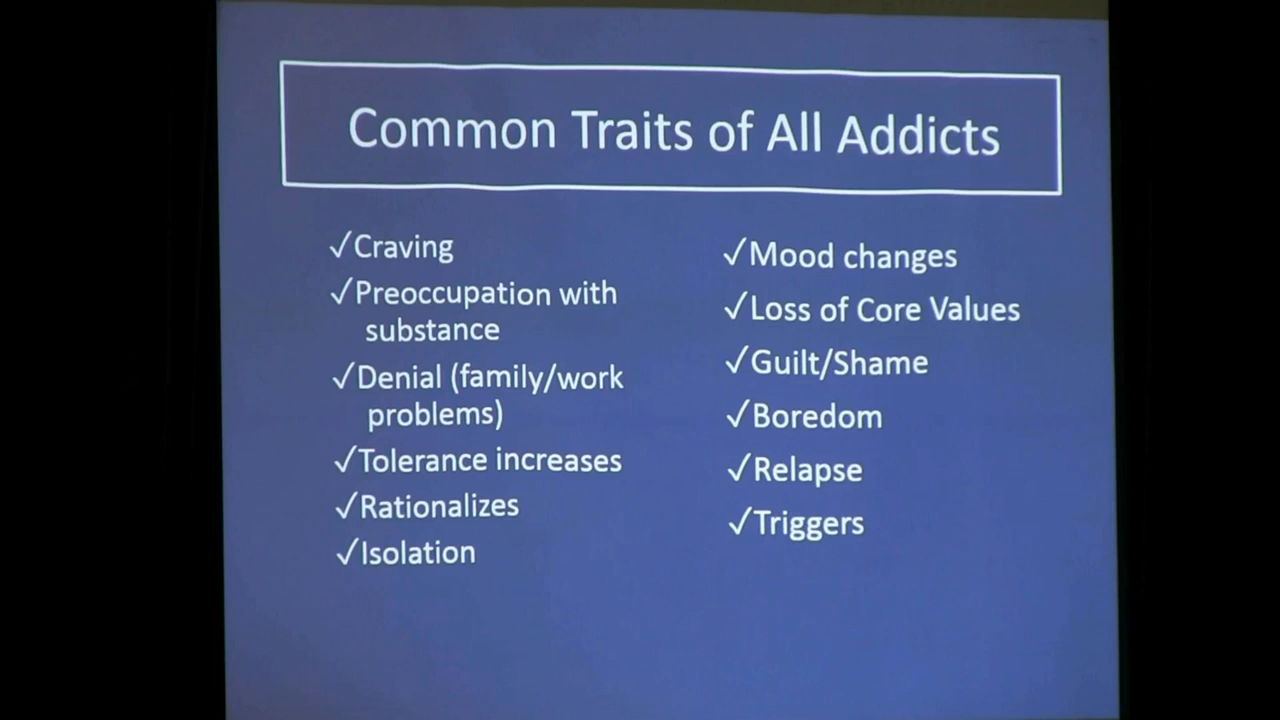 Common Traits of All Addicts
✓Craving
✓Preoccupation with
substance
✓Denial (family/work
problems)
✓Tolerance increases
✓Rationalizes
✓Isolation
✓Mood changes
✓Loss of Core Values
✓Guilt/Shame
✓Boredom
✓Relapse
✓Triggers